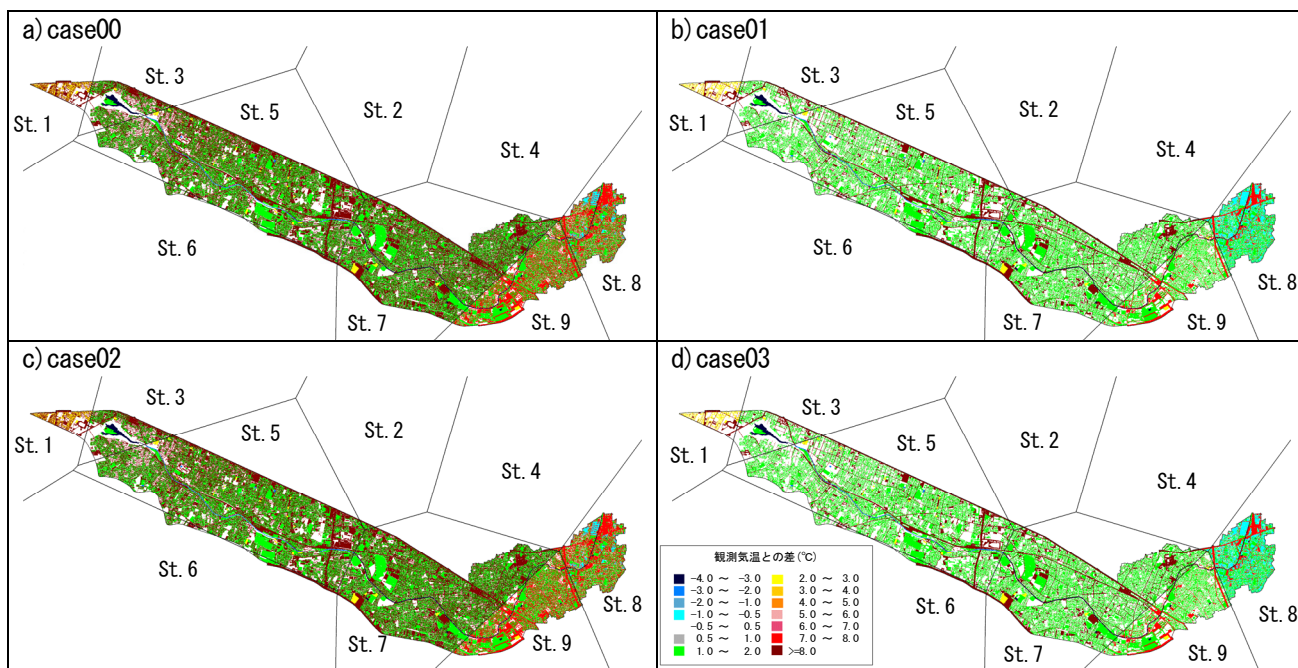 a) case00
St. 3
St. 1
St. 5
St. 2
St. 4
St. 6
St. 7
St. 9
St. 8
b) case01
St. 3
St. 1
St. 5
St. 2
St. 4
St. 6
St. 7
St. 9
St. 8
c) case02
St. 3
St. 1
St. 5
St. 2
St. 4
St. 6
St. 7
St. 9
St. 8
d) case03
St. 3
St. 1
St. 5
St. 2
St. 4
St. 6
St. 7
St. 9
St. 8
観測気温との差(℃)
-4.0 ～ -3.0
-3.0 ～ -2.0
-2.0 ～ -1.0
-1.0 ～ -0.5
-0.5 ～ 0.5
0.5 ～ 1.0
1.0 ～ 2.0
2.0 ～ 3.0
3.0 ～ 4.0
4.0 ～ 5.0
5.0 ～ 6.0
6.0 ～ 7.0
7.0 ～ 8.0
>=8.0